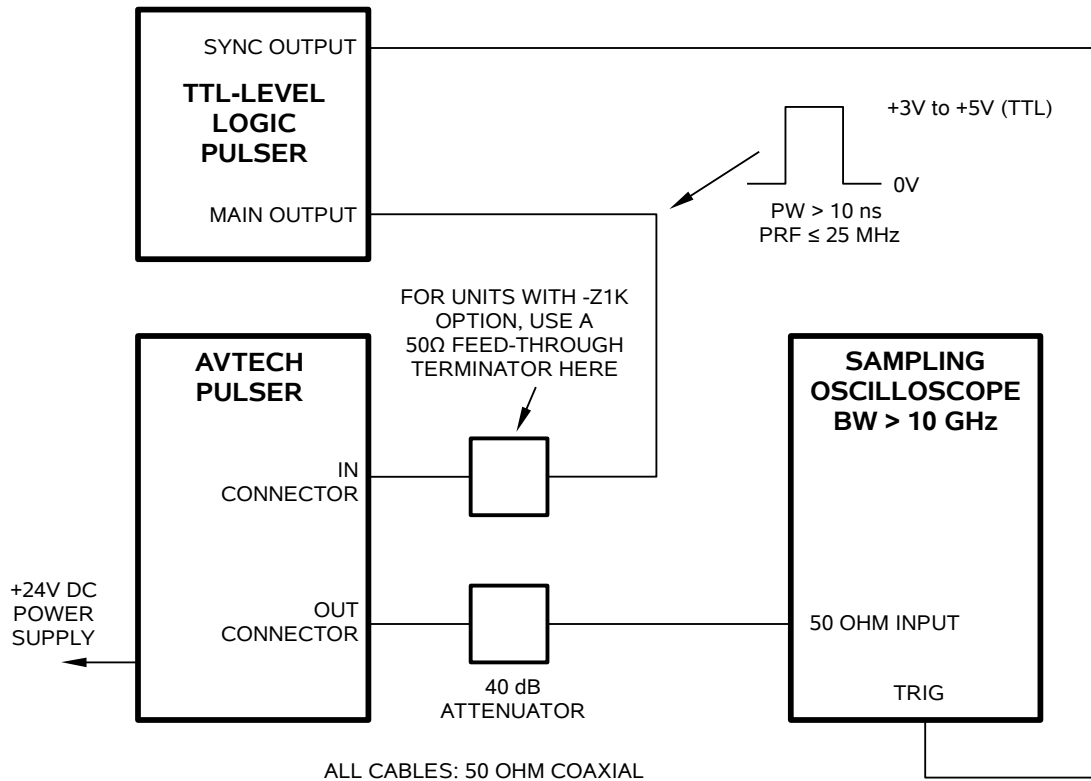 SYNC OUTPUT
TTL-LEVEL
LOGIC
PULSER
MAIN OUTPUT
+3V to +5V (TTL)
0V
PW > 10 ns
PRF ≤ 25 MHz
FOR UNITS WITH -Z1K
OPTION, USE A
50Ω FEED-THROUGH
TERMINATOR HERE
AVTECH
PULSER
IN
CONNECTOR
OUT
CONNECTOR
+24V DC
POWER
SUPPLY
40 dB
ATTENUATOR
SAMPLING
OSCILLOSCOPE
BW > 10 GHz
50 OHM INPUT
TRIG
ALL CABLES: 50 OHM COAXIAL